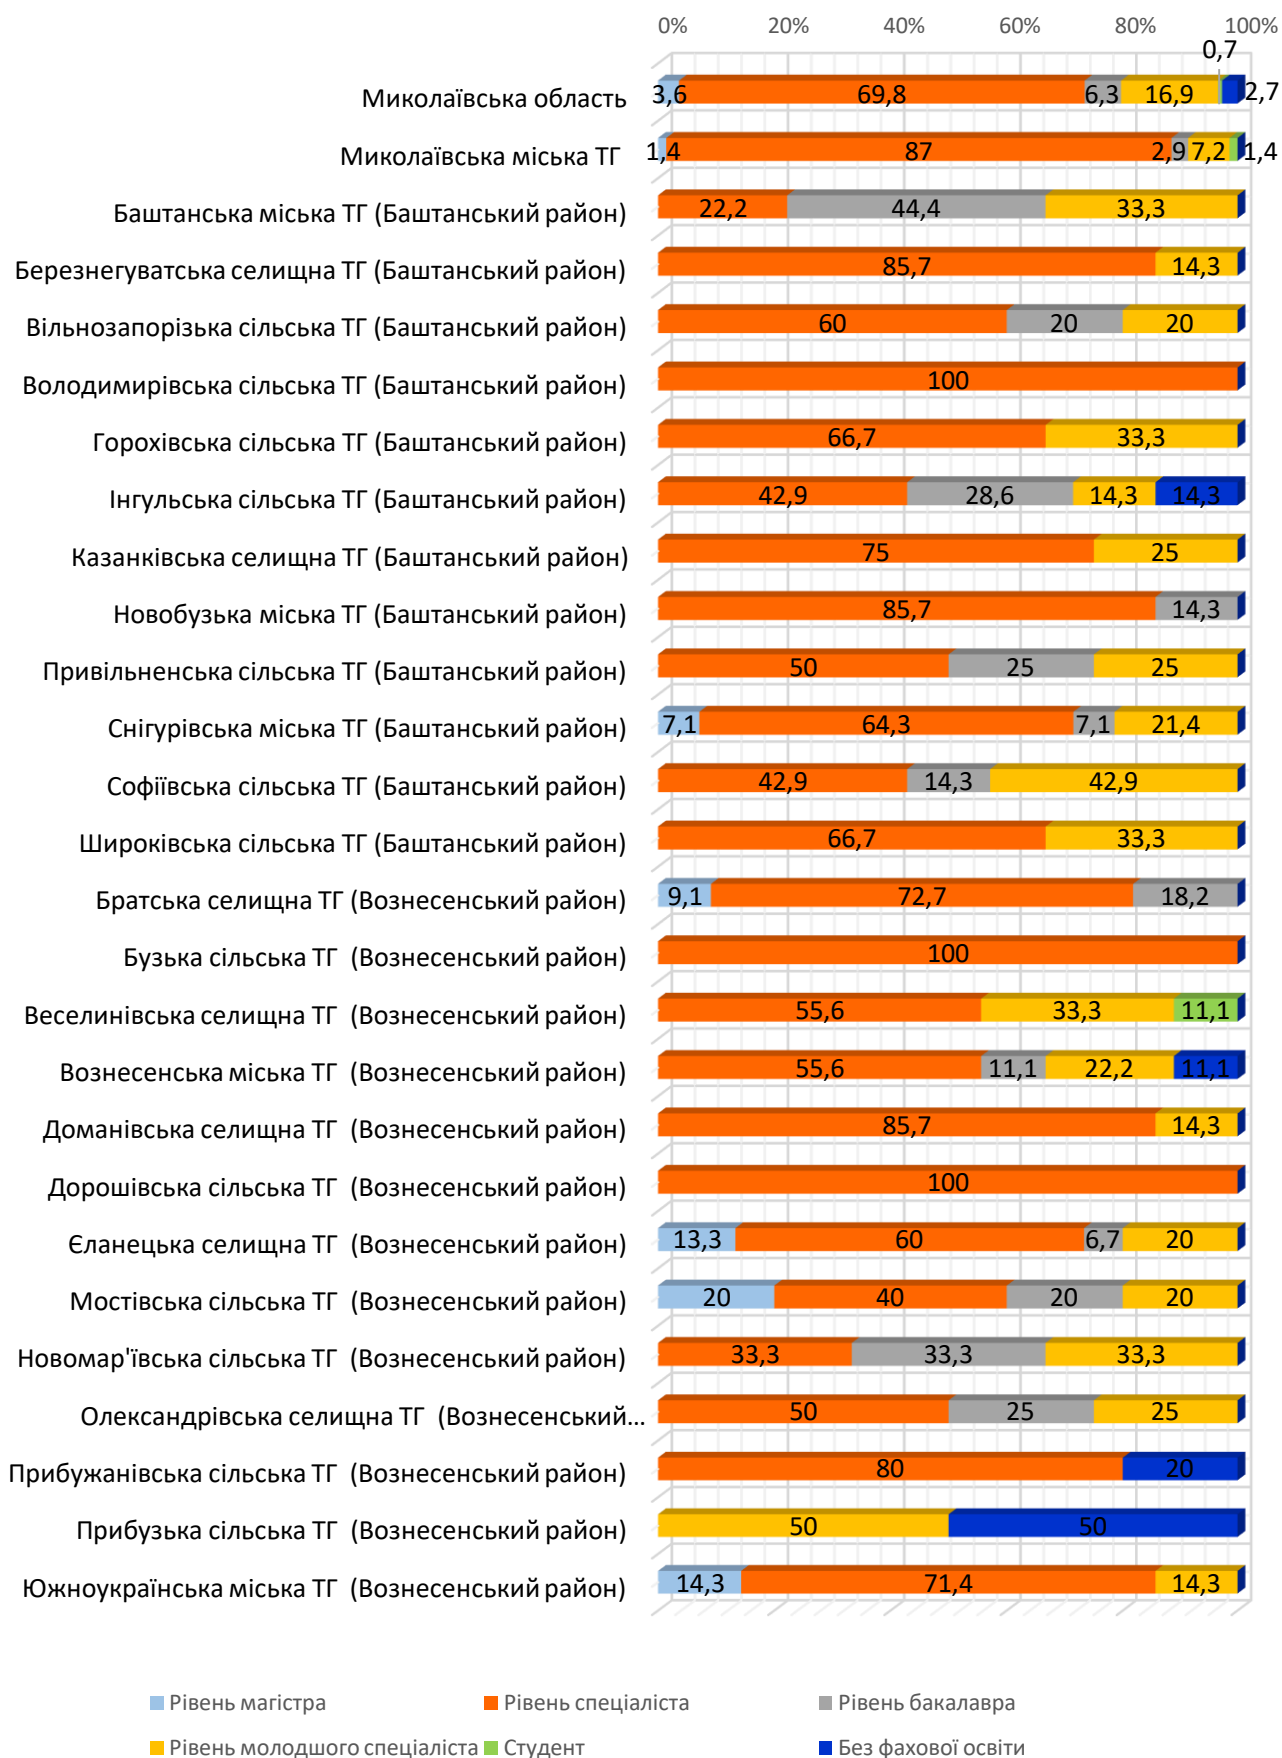 0% 20% 40% 60% 80% 100%
0,7
Миколаївська область 3,6 69,8 6,3 16,9 2,7
Миколаївська міська ТГ 1,4 87 2,9 7,2 1,4
Баштанська міська ТГ (Баштанський район) 22,2 44,4 33,3
Березнегуватська селищна ТГ (Баштанський район) 85,7 14,3
Вільнозапорізька сільська ТГ (Баштанський район) 60 20 20
Володимирівська сільська ТГ (Баштанський район) 100
Горохівська сільська ТГ (Баштанський район) 66,7 33,3
Інгульська сільська ТГ (Баштанський район) 42,9 28,6 14,3 14,3
Казанківська селищна ТГ (Баштанський район) 75 25
Новобузька міська ТГ (Баштанський район) 85,7 14,3
Привільненська сільська ТГ (Баштанський район) 50 25 25
Снігурівська міська ТГ (Баштанський район) 7,1 64,3 7,1 21,4
Софіївська сільська ТГ (Баштанський район) 42,9 14,3 42,9
Широківська сільська ТГ (Баштанський район) 66,7 33,3
Братська селищна ТГ (Вознесенський район) 9,1 72,7 18,2
Бузька сільська ТГ (Вознесенський район) 100
Веселинівська селищна ТГ (Вознесенський район) 55,6 33,3 11,1
Вознесенська міська ТГ (Вознесенський район) 55,6 11,1 22,2 11,1
Доманівська селищна ТГ (Вознесенський район) 85,7 14,3
Дорошівська сільська ТГ (Вознесенський район) 100
Єланецька селищна ТГ (Вознесенський район) 13,3 60 6,7 20
Мостівська сільська ТГ (Вознесенський район) 20 40 20 20
Новомар'ївська сільська ТГ (Вознесенський район) 33,3 33,3 33,3
Олександрівська селищна ТГ (Вознесенський... 50 25 25
Прибужанівська сільська ТГ (Вознесенський район) 80 20
Прибузька сільська ТГ (Вознесенський район) 50 50
Южноукраїнська міська ТГ (Вознесенський район) 14,3 71,4 14,3
Рівень магістра Рівень спеціаліста Рівень бакалавра
Рівень молодшого спеціаліста Студент Без фахової освіти